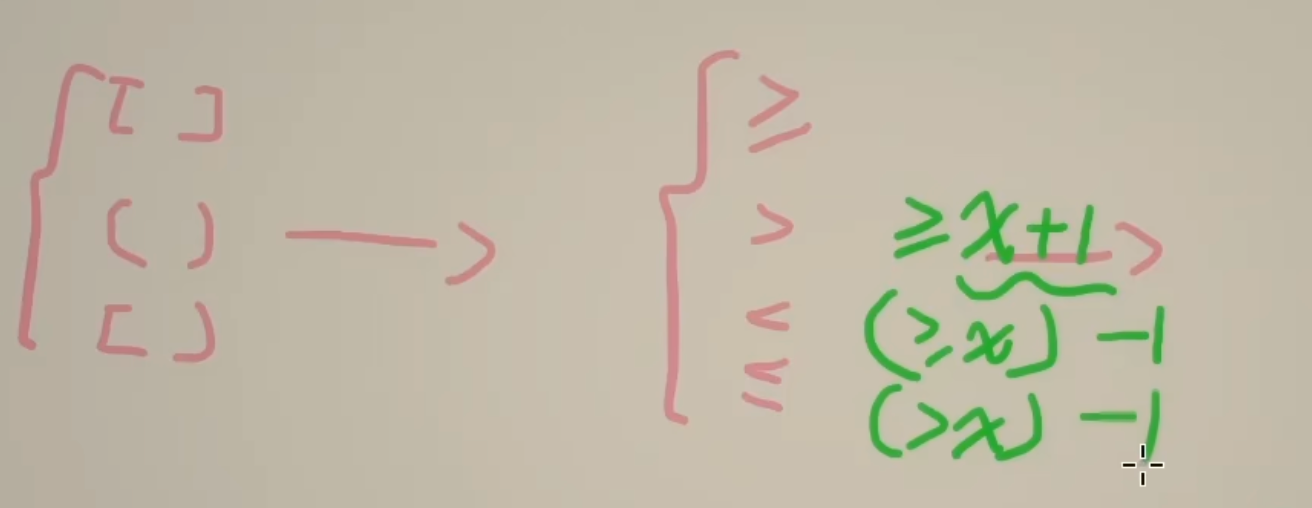 [ ]
( )
[ )
≥
>
<
≤
≥ x+1
(≥x) -1
(>x) -1